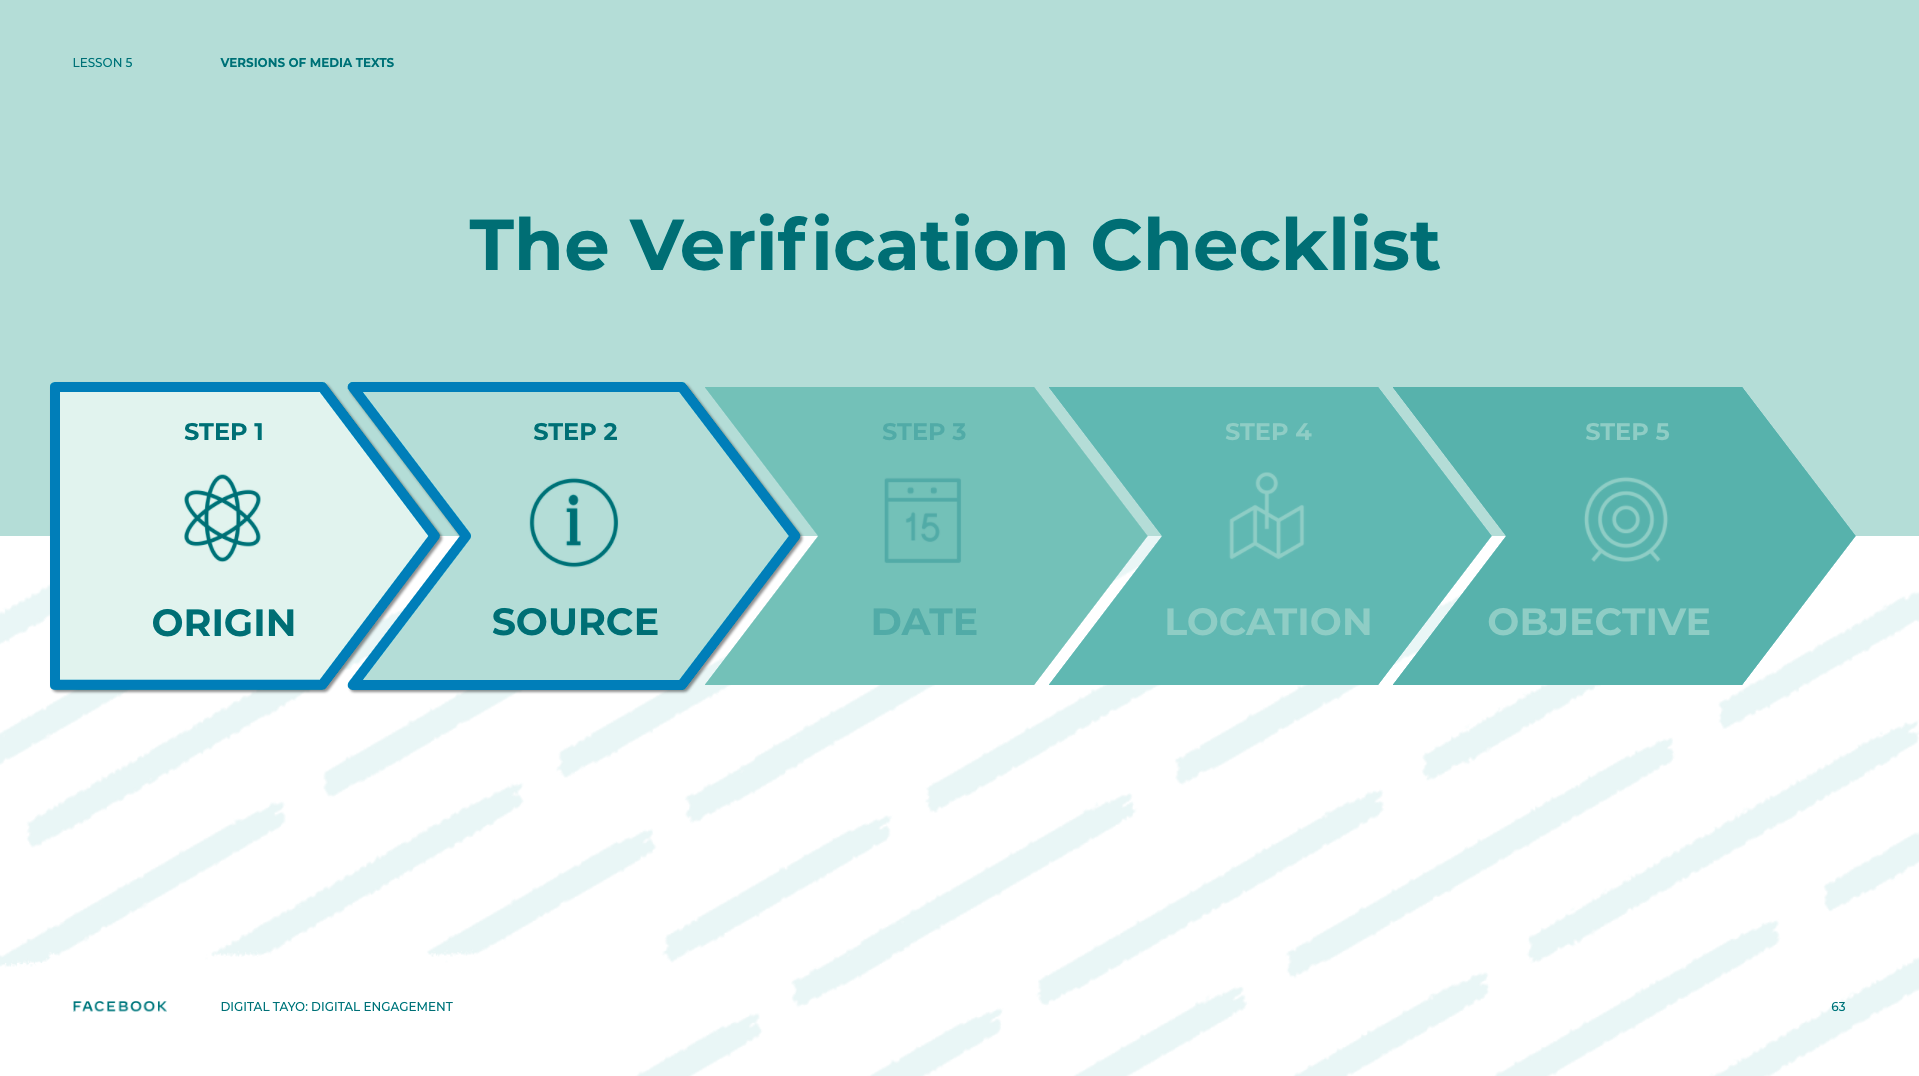 LESSON 5 VERSIONS OF MEDIA TEXTS
The Verification Checklist
STEP 1 STEP 2 STEP 3 STEP 4 STEP 5
15
ORIGIN SOURCE DATE LOCATION OBJECTIVE
FACEBOOK DIGITAL TAYO: DIGITAL ENGAGEMENT 63